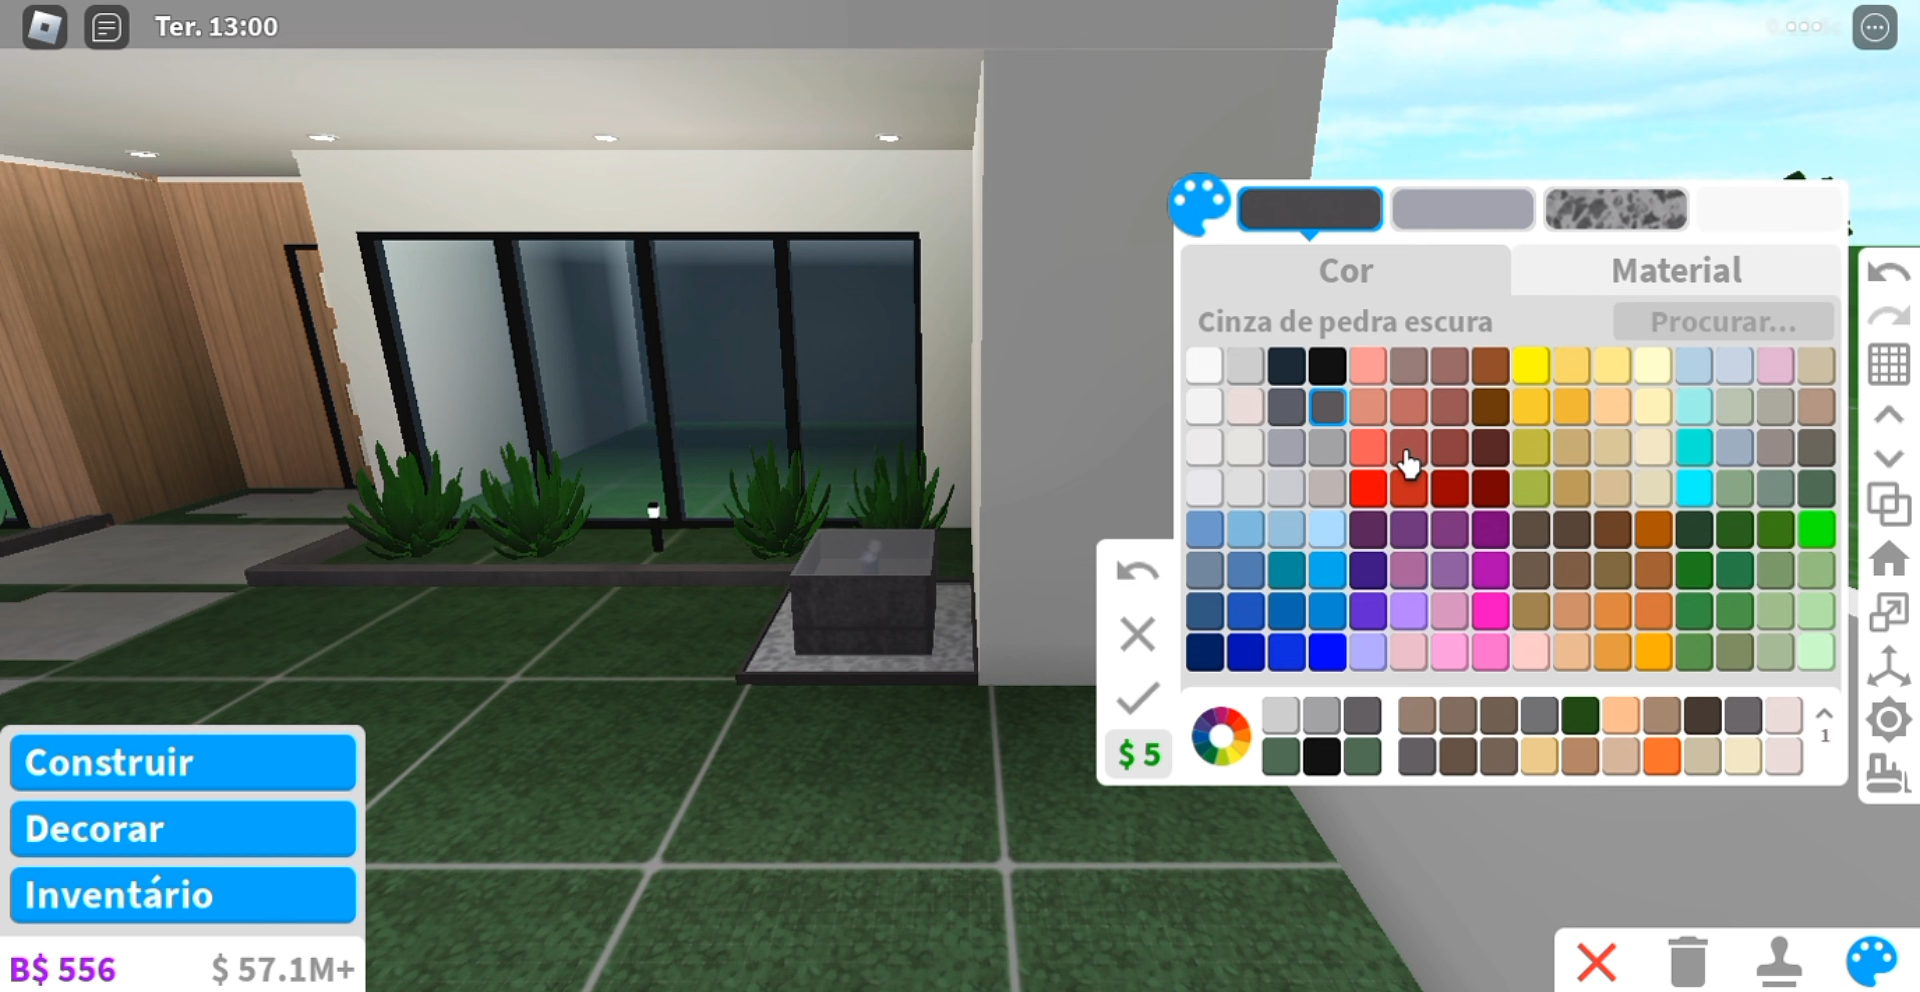 Ter. 13:00
Cor
Material
Cinza de pedra escura
Procurar...
$ 5
1
Construir
Decorar
Inventário
B$ 556
$ 57.1M+